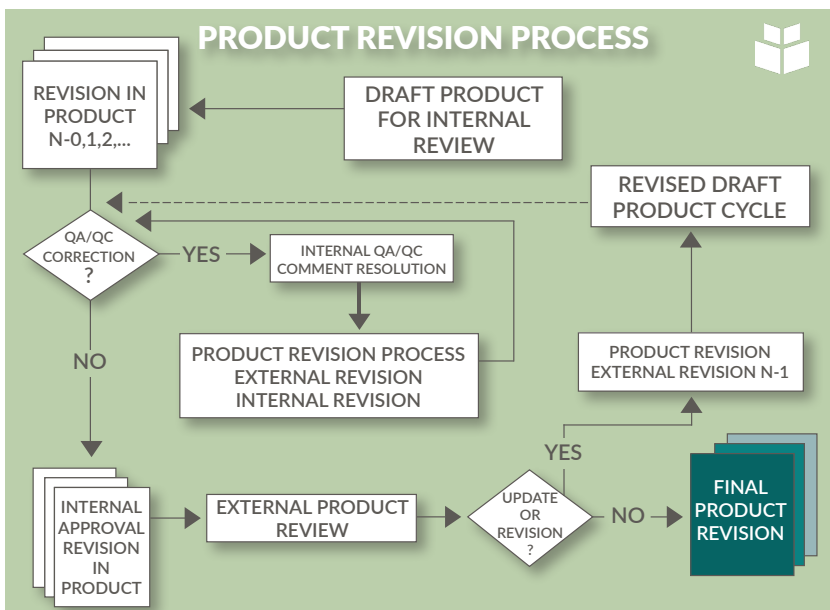 PRODUCT REVISION PROCESS
REVISION IN
PRODUCT
N-0,1,2,...
DRAFT PRODUCT
FOR INTERNAL
REVIEW
REVISED DRAFT
PRODUCT CYCLE
QA/QC
CORRECTION
?
YES
INTERNAL QA/QC
COMMENT RESOLUTION
NO
PRODUCT REVISION PROCESS
EXTERNAL REVISION
INTERNAL REVISION
PRODUCT REVISION
EXTERNAL REVISION N-1
YES
INTERNAL
APPROVAL
REVISION
IN
PRODUCT
EXTERNAL PRODUCT
REVIEW
UPDATE
OR
REVISION
?
NO
FINAL
PRODUCT
REVISION